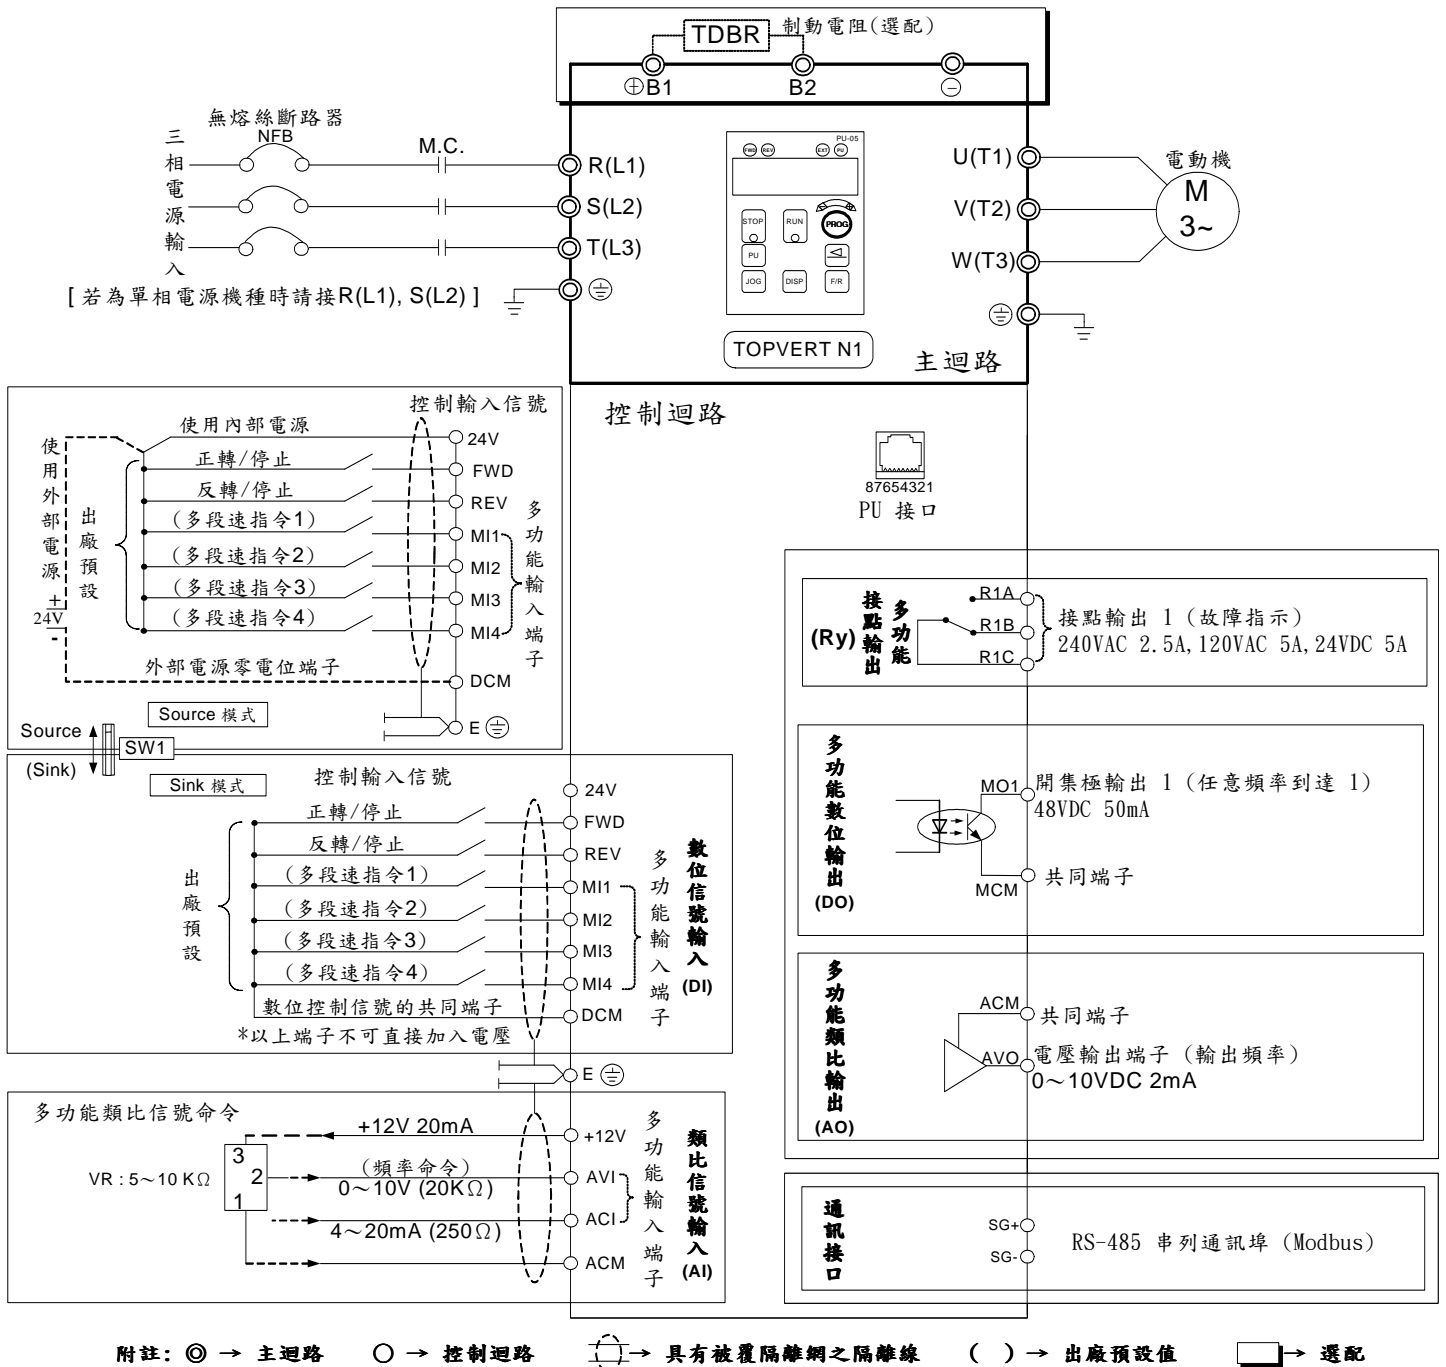 TDBR 制動電阻(選配)
⊕B1 B2 ⊖
無熔絲斷路器
NFB
M.C.
三相電源輸入
R(L1)
S(L2)
T(L3)
[ 若為單相電源機種時請接R(L1), S(L2) ]
PU-05
FWD REV EXT PU
STOP RUN PROG
PU
JOG DISP F/R
TOPVERT N1
主迴路
U(T1)
V(T2)
W(T3)
電動機
M
3~
控制迴路
87654321
PU 接口
控制輸入信號
使用內部電源
24V
正轉/停止
FWD
反轉/停止
REV
(多段速指令1)
MI1
(多段速指令2)
MI2
(多段速指令3)
MI3
(多段速指令4)
MI4
使用外部電源
+
24V
-
出廠預設
多功能輸入端子
外部電源零電位端子
DCM
Source 模式
E
Source
(Sink)
SW1
Sink 模式
控制輸入信號
24V
正轉/停止
FWD
反轉/停止
REV
(多段速指令1)
MI1
(多段速指令2)
MI2
(多段速指令3)
MI3
(多段速指令4)
MI4
出廠預設
多功能輸入端子
數位信號輸入
(DI)
數位控制信號的共同端子
DCM
*以上端子不可直接加入電壓
E
多功能類比信號命令
+12V 20mA
+12V
VR : 5～10 KΩ
3
2
1
(頻率命令)
0～10V (20KΩ)
AVI
4～20mA (250Ω)
ACI
ACM
多功能輸入端子
類比信號輸入
(AI)
(Ry)
多功能接點輸出
R1A
R1B
R1C
接點輸出 1 (故障指示)
240VAC 2.5A,120VAC 5A,24VDC 5A
多功能數位輸出
(DO)
MO1
開集極輸出 1 (任意頻率到達 1)
48VDC 50mA
MCM
共同端子
多功能類比輸出
(AO)
ACM
共同端子
AVO
電壓輸出端子 (輸出頻率)
0～10VDC 2mA
通訊接口
SG+
SG-
RS-485 串列通訊埠 (Modbus)
附註: ◎ → 主迴路 ○ → 控制迴路 → 具有被覆隔離網之隔離線 ( ) → 出廠預設值 → 選配